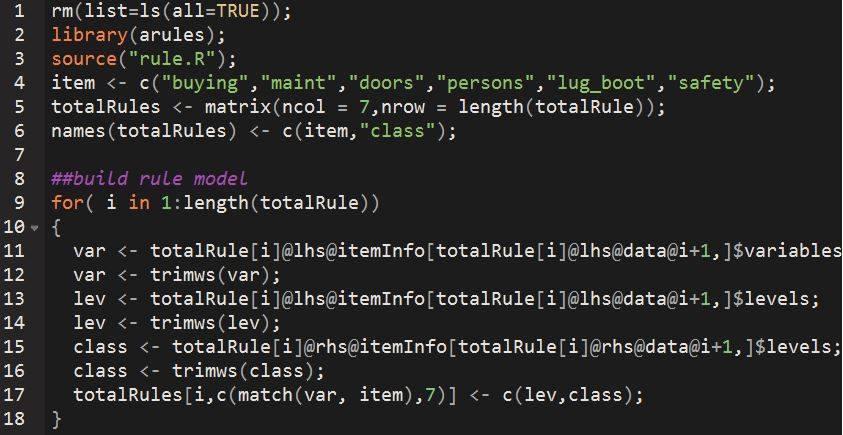 1 rm(list=ls(all=TRUE));
2 library(arules);
3 source("rule.R");
4 item <- c("buying","maint","doors","persons","lug_boot","safety");
5 totalRules <- matrix(ncol = 7,nrow = length(totalRule));
6 names(totalRules) <- c(item,"class");
7
8 ##build rule model
9 for( i in 1:length(totalRule))
10 {
11   var <- totalRule[i]@lhs@itemInfo[totalRule[i]@lhs@data@i+1,]$variables
12   var <- trimws(var);
13   lev <- totalRule[i]@lhs@itemInfo[totalRule[i]@lhs@data@i+1,]$levels;
14   lev <- trimws(lev);
15   class <- totalRule[i]@rhs@itemInfo[totalRule[i]@rhs@data@i+1,]$levels;
16   class <- trimws(class);
17   totalRules[i,c(match(var, item),7)] <- c(lev,class);
18 }